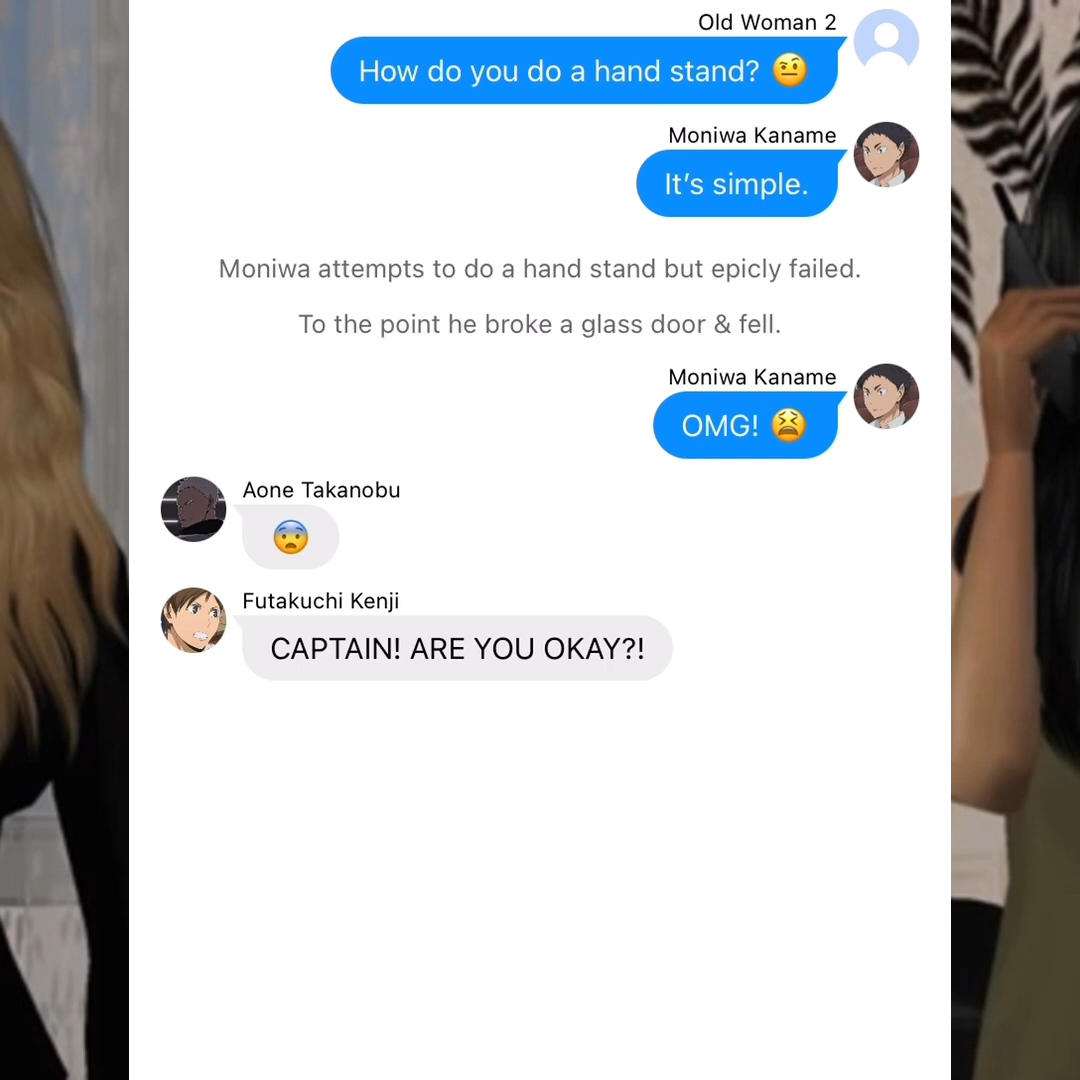 Old Woman 2
How do you do a hand stand? 🤨
Moniwa Kaname
It’s simple.
Moniwa attempts to do a hand stand but epicly failed.
To the point he broke a glass door & fell.
Moniwa Kaname
OMG! 😫
Aone Takanobu
😨
Futakuchi Kenji
CAPTAIN! ARE YOU OKAY?!